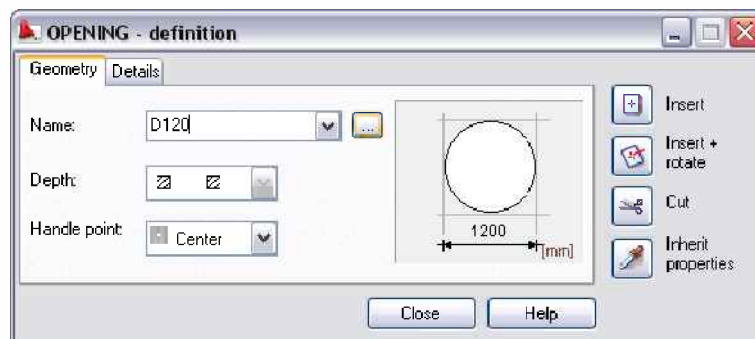 OPENING - definition
Geometry Details
Name: D120 ...
Depth:
Handle point: Center
1200
[mm]
Insert
Insert +
rotate
Cut
Inherit
properties
Close Help